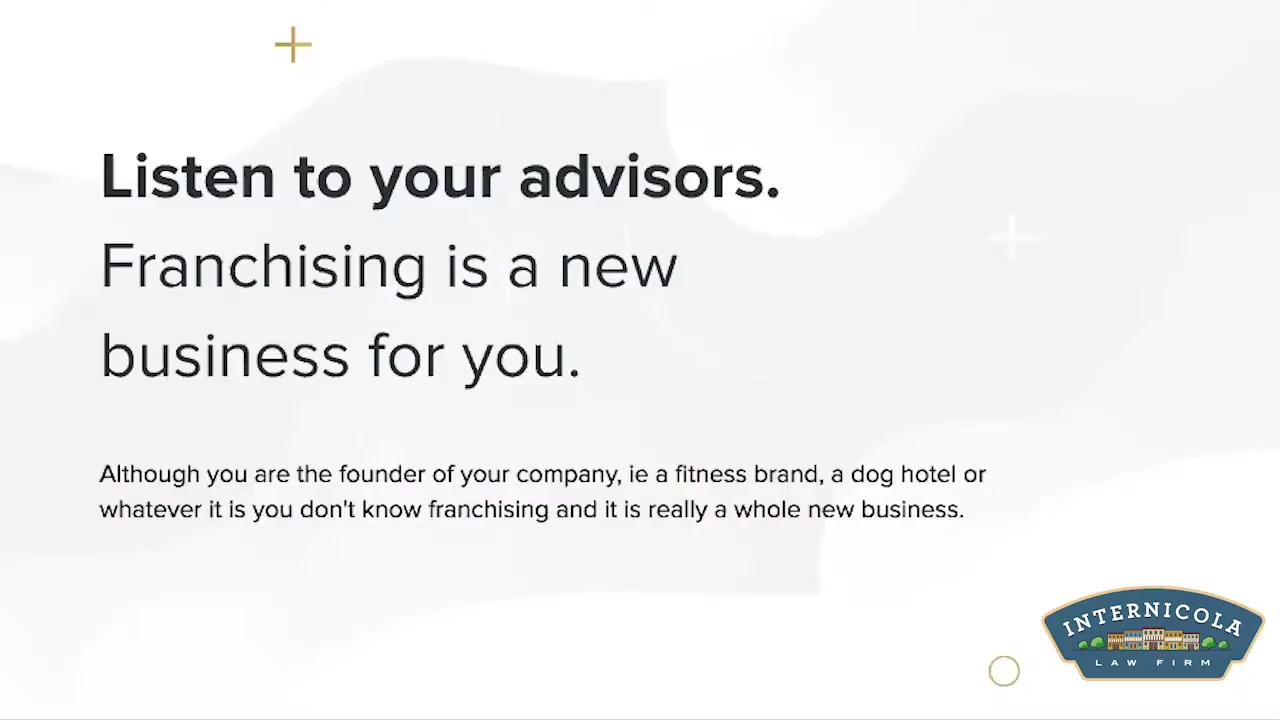 Listen to your advisors.
Franchising is a new
business for you.
Although you are the founder of your company, ie a fitness brand, a dog hotel or
whatever it is you don't know franchising and it is really a whole new business.
INTERNICOLA
LAW FIRM